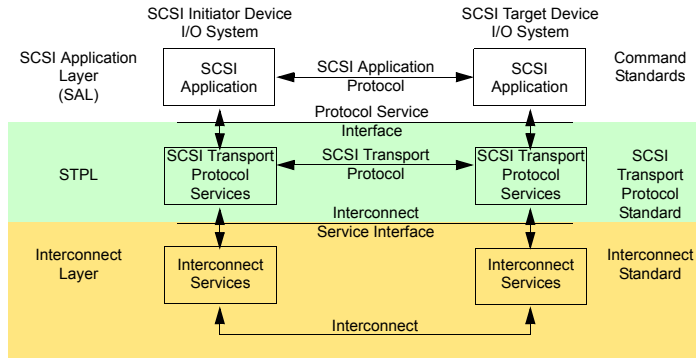 SCSI Initiator Device
I/O System
SCSI Target Device
I/O System
SCSI Application
Layer
(SAL)
SCSI
Application
SCSI Application
Protocol
SCSI
Application
Command
Standards
Protocol Service
Interface
STPL
SCSI Transport
Protocol
Services
SCSI Transport
Protocol
SCSI Transport
Protocol
Services
SCSI
Transport
Protocol
Standard
Interconnect
Service Interface
Interconnect
Layer
Interconnect
Services
Interconnect
Services
Interconnect
Standard
Interconnect